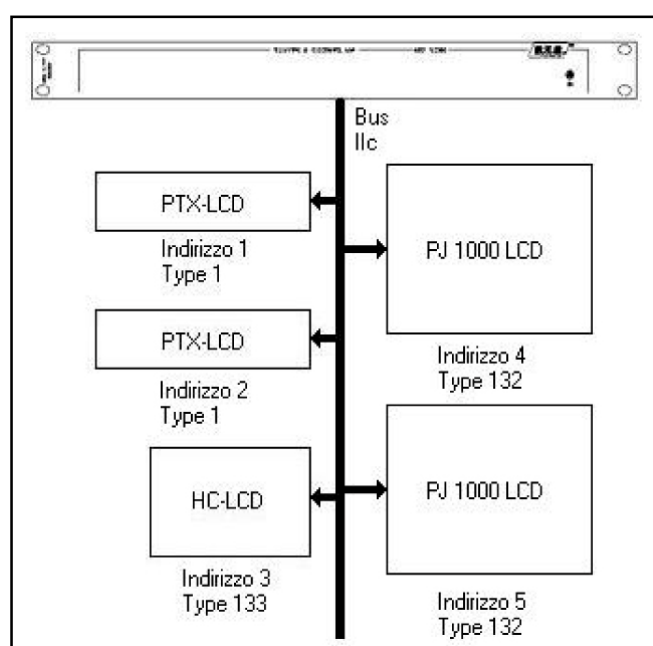 Bus
IIc
PTX-LCD
Indirizzo 1
Type 1
PJ 1000 LCD
Indirizzo 4
Type 132
PTX-LCD
Indirizzo 2
Type 1
HC-LCD
Indirizzo 3
Type 133
PJ 1000 LCD
Indirizzo 5
Type 132